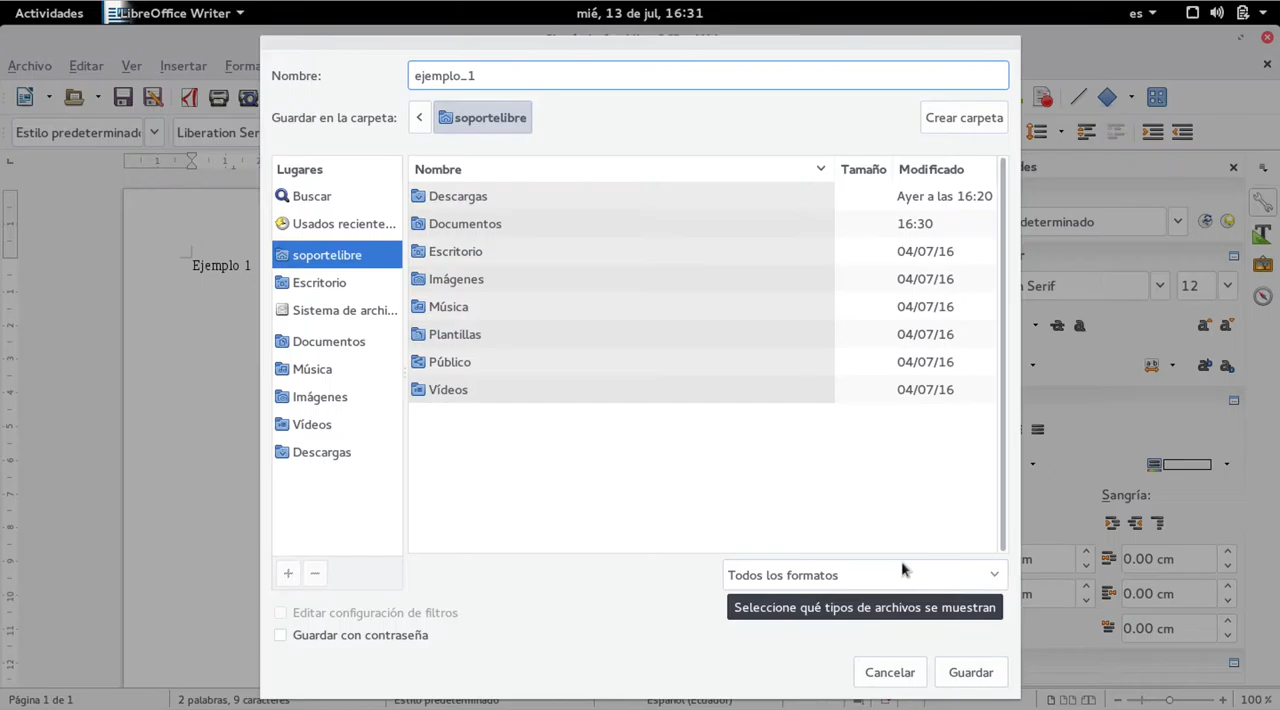 Actividades LibreOffice Writer mié, 13 de jul, 16:31 es
Archivo Editar Ver Insertar Forma
Nombre: ejemplo_1
Guardar en la carpeta: soportelibre Crear carpeta
Estilo predeterminado Liberation Ser
Lugares Nombre Tamaño Modificado
des
Buscar Descargas Ayer a las 16:20
Usados reciente... Documentos 16:30
determinado
soportelibre Escritorio 04/07/16
Ejemplo 1
Escritorio Imágenes 04/07/16
n Serif 12
Sistema de archi... Música 04/07/16
Documentos Plantillas 04/07/16
Música Público 04/07/16
Imágenes Vídeos 04/07/16
Vídeos
Descargas
Sangría:
m 0.00 cm
Todos los formatos
m 0.00 cm
Seleccione qué tipos de archivos se muestran
Editar configuración de filtros
0.00 cm
Guardar con contraseña
Cancelar Guardar
Página 1 de 1 2 palabras, 9 caracteres Estilo predeterminado Español (Ecuador) 100 %